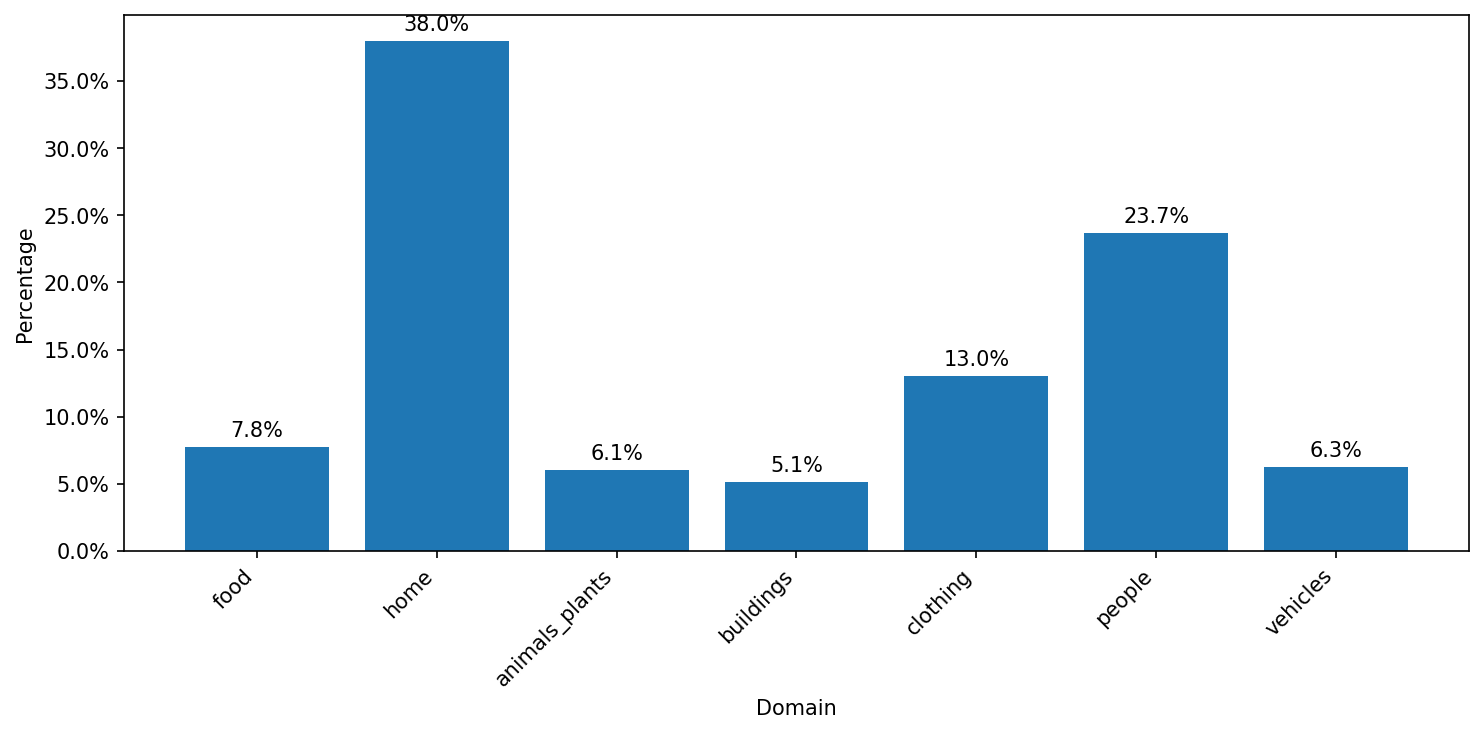 38.0%
35.0%
30.0%
25.0%
23.7%
20.0%
15.0%
13.0%
10.0%
7.8%
6.1%
6.3%
5.1%
5.0%
0.0%
Percentage
food
home
animals_plants
buildings
clothing
people
vehicles
Domain